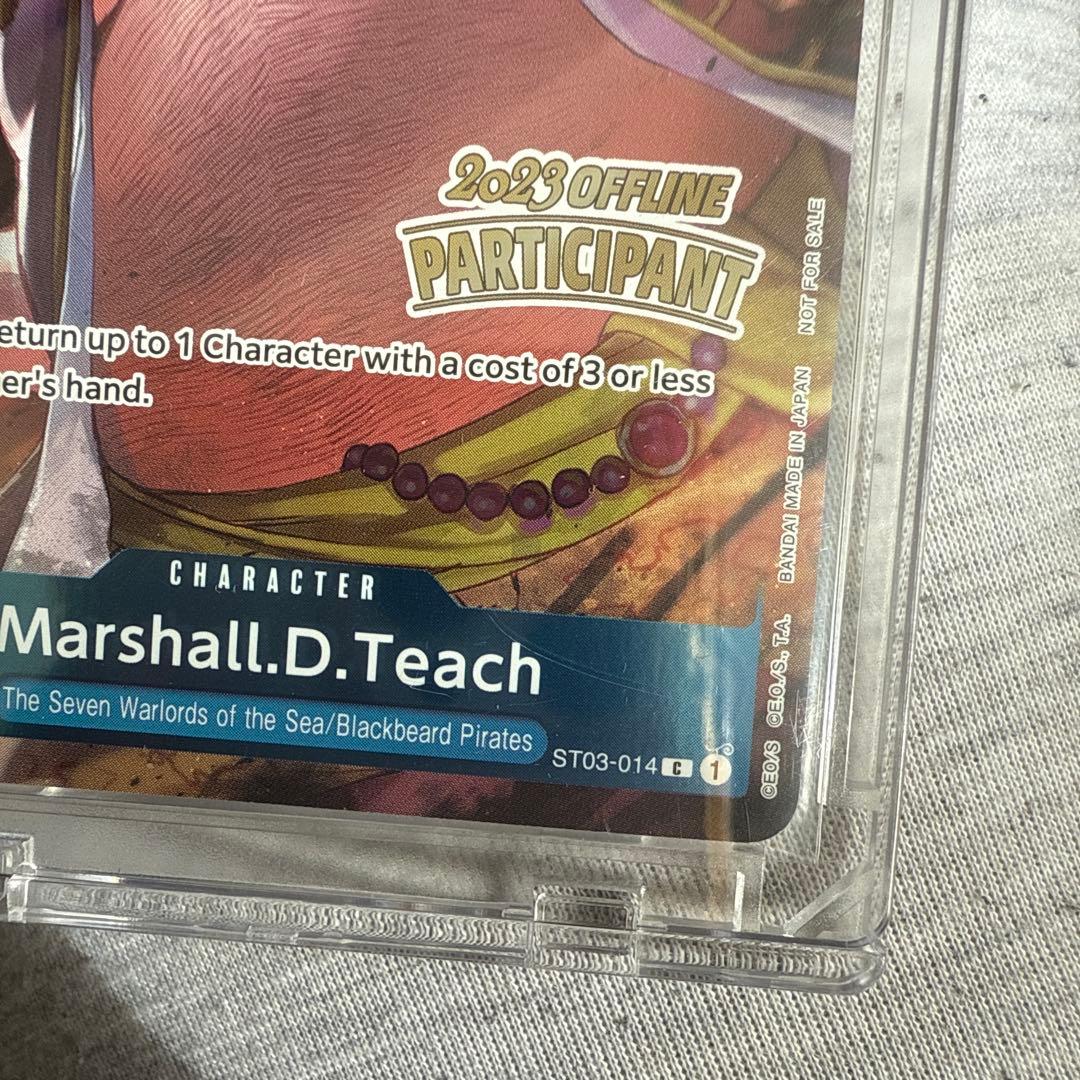 2023 OFFLINE
PARTICIPANT
eturn up to 1 Character with a cost of 3 or less
er's hand.
CHARACTER
Marshall.D.Teach
The Seven Warlords of the Sea/Blackbeard Pirates
ST03-014 C 1
©EO/S ©E.O./S., T.A. BANDAI MADE IN JAPAN NOT FOR SALE